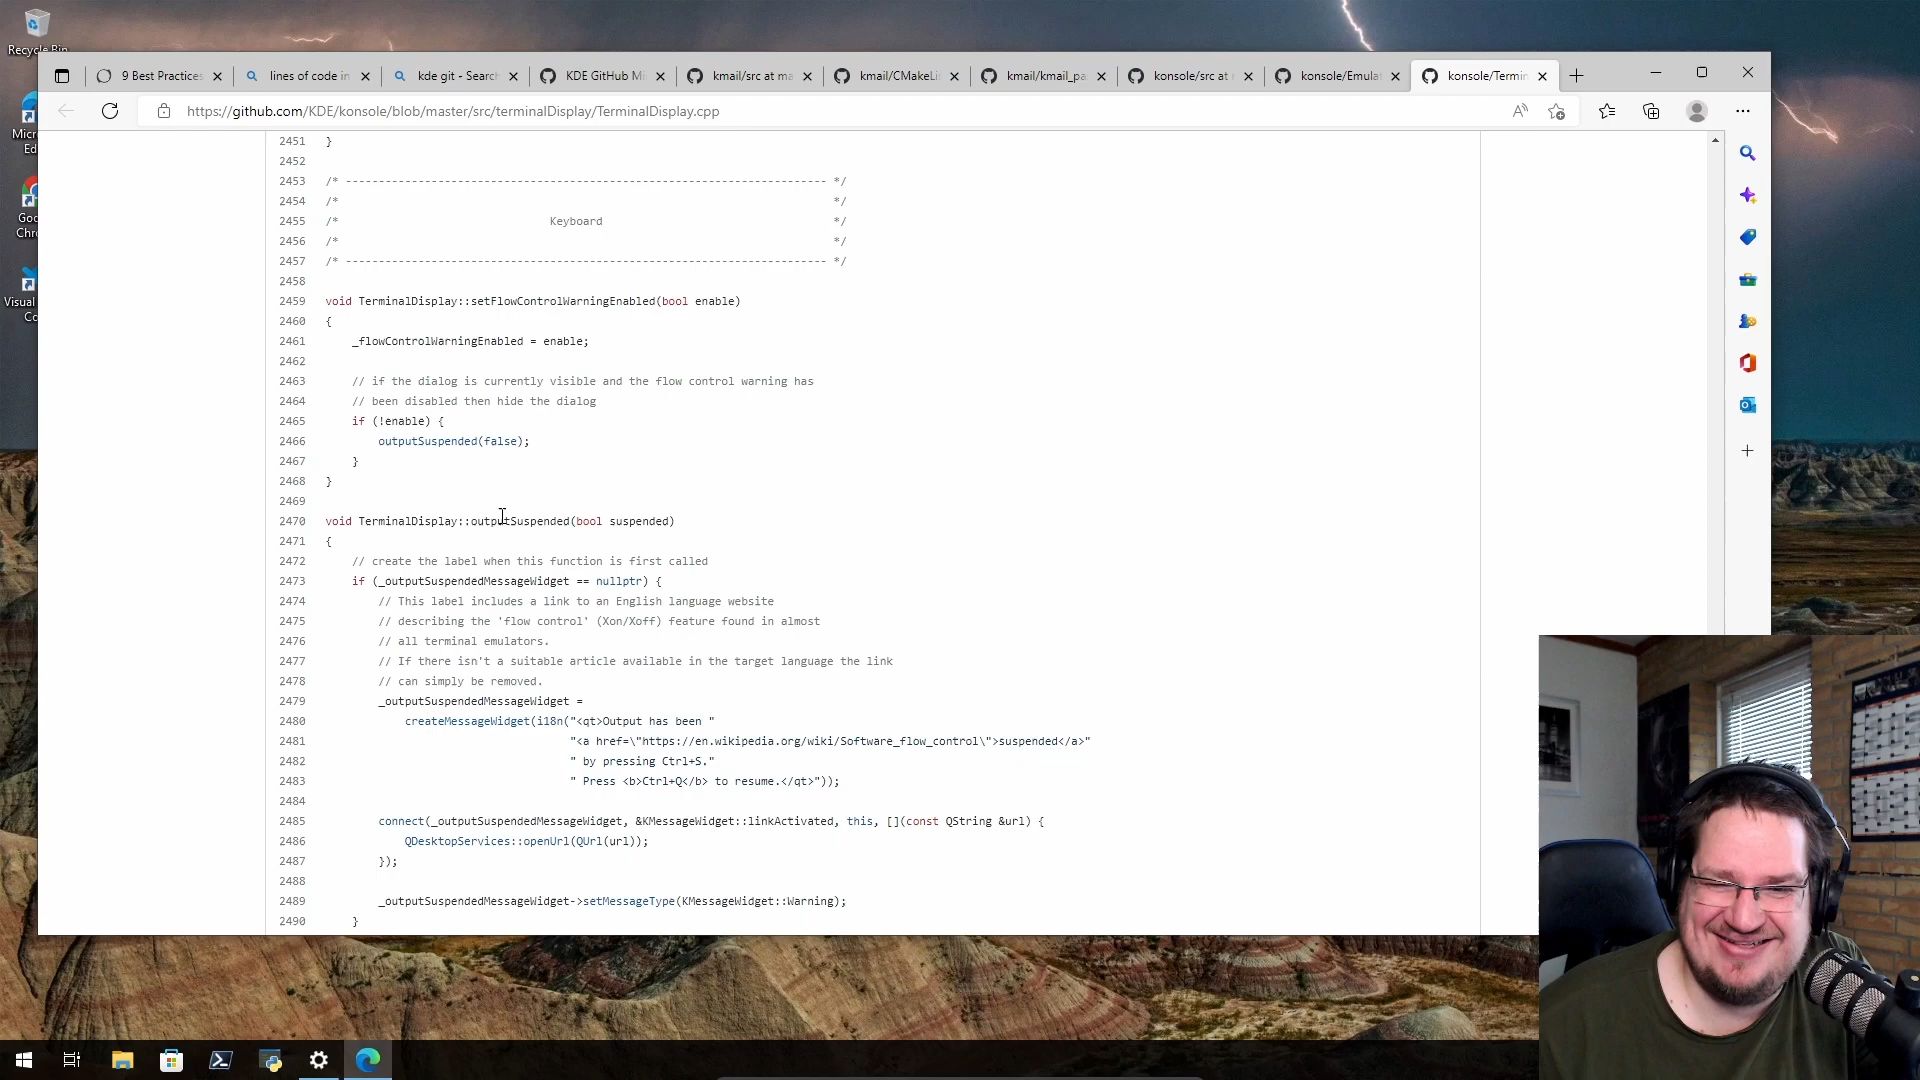 Recycle Bin
9 Best Practices
lines of code in
kde git - Search
KDE GitHub Mi
kmail/src at ma
kmail/CMakeLi
kmail/kmail_pa
konsole/src at
konsole/Emula
konsole/Termin
https://github.com/KDE/konsole/blob/master/src/terminalDisplay/TerminalDisplay.cpp
Micr
Ed
Goo
Chr
Visual
Co
2451 }
2452
2453 /* ------------------------------------------------------------------------- */
2454 /* */
2455 /* Keyboard */
2456 /* */
2457 /* ------------------------------------------------------------------------- */
2458
2459 void TerminalDisplay::setFlowControlWarningEnabled(bool enable)
2460 {
2461 _flowControlWarningEnabled = enable;
2462
2463 // if the dialog is currently visible and the flow control warning has
2464 // been disabled then hide the dialog
2465 if (!enable) {
2466 outputSuspended(false);
2467 }
2468 }
2469
2470 void TerminalDisplay::outputSuspended(bool suspended)
2471 {
2472 // create the label when this function is first called
2473 if (_outputSuspendedMessageWidget == nullptr) {
2474 // This label includes a link to an English language website
2475 // describing the 'flow control' (Xon/Xoff) feature found in almost
2476 // all terminal emulators.
2477 // If there isn't a suitable article available in the target language the link
2478 // can simply be removed.
2479 _outputSuspendedMessageWidget =
2480 createMessageWidget(i18n("<qt>Output has been "
2481 "<a href=\"https://en.wikipedia.org/wiki/Software_flow_control\">suspended</a>"
2482 " by pressing Ctrl+S."
2483 " Press <b>Ctrl+Q</b> to resume.</qt>"));
2484
2485 connect(_outputSuspendedMessageWidget, &KMessageWidget::linkActivated, this, [](const QString &url) {
2486 QDesktopServices::openUrl(QUrl(url));
2487 });
2488
2489 _outputSuspendedMessageWidget->setMessageType(KMessageWidget::Warning);
2490 }